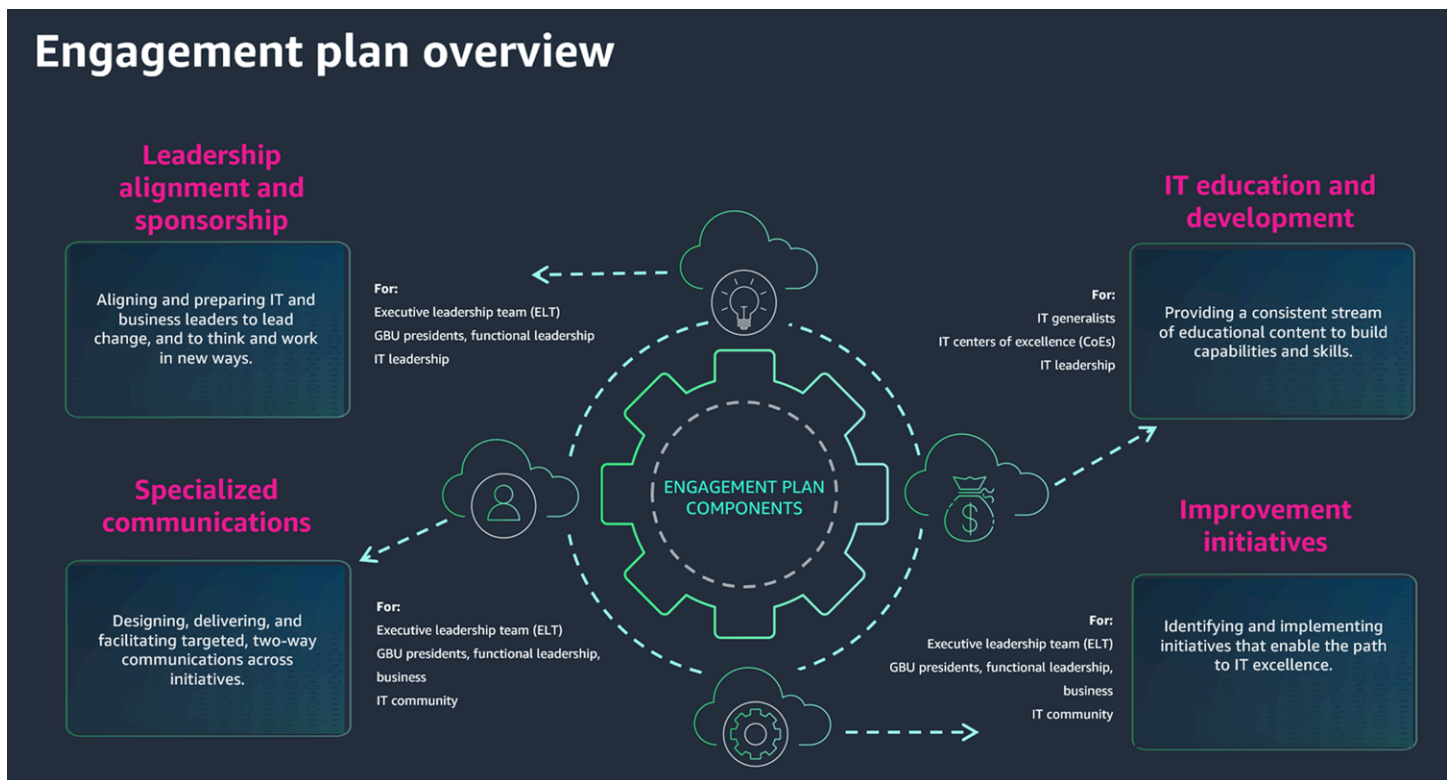 Engagement plan overview
Leadership
alignment and
sponsorship
Aligning and preparing IT and
business leaders to lead
change, and to think and work
in new ways.
For:
Executive leadership team (ELT)
GBU presidents, functional leadership
IT leadership
IT education and
development
For:
IT generalists
IT centers of excellence (CoEs)
IT leadership
Providing a consistent stream
of educational content to build
capabilities and skills.
ENGAGEMENT PLAN
COMPONENTS
$
Specialized
communications
Designing, delivering, and
facilitating targeted, two-way
communications across
initiatives.
For:
Executive leadership team (ELT)
GBU presidents, functional leadership,
business
IT community
Improvement
initiatives
For:
Executive leadership team (ELT)
GBU presidents, functional leadership,
business
IT community
Identifying and implementing
initiatives that enable the path
to IT excellence.